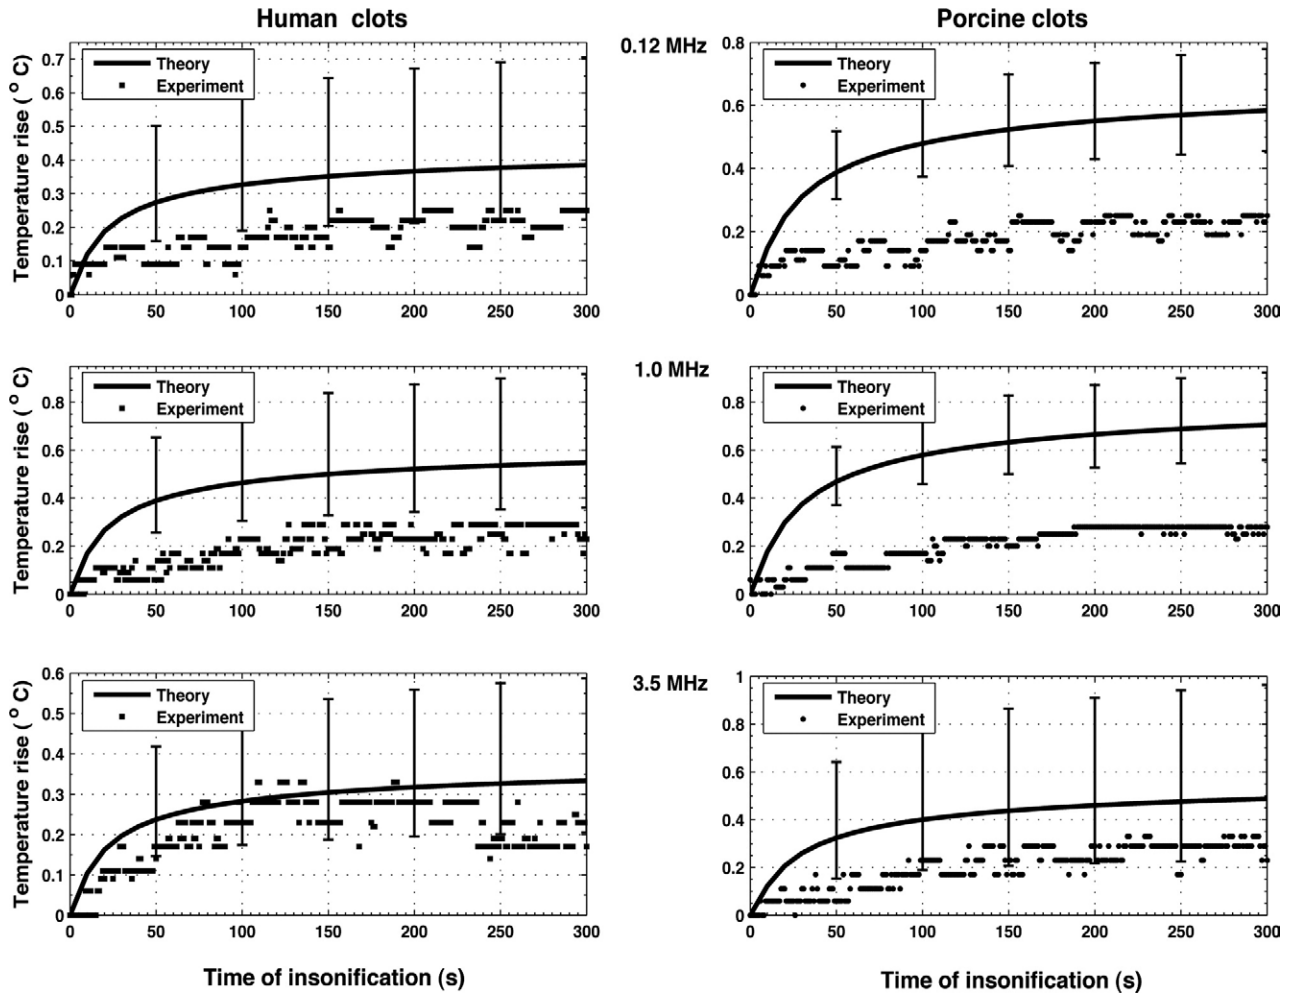 Human clots
Porcine clots
0.12 MHz
Temperature rise (°C)
0.7
0.6
0.5
0.4
0.3
0.2
0.1
0
Theory
Experiment
0 50 100 150 200 250 300
0.8
0.6
0.4
0.2
0
Theory
Experiment
0 50 100 150 200 250 300
1.0 MHz
Temperature rise (°C)
0.8
0.6
0.4
0.2
0
Theory
Experiment
0 50 100 150 200 250 300
0.8
0.6
0.4
0.2
0
Theory
Experiment
0 50 100 150 200 250 300
3.5 MHz
Temperature rise (°C)
0.6
0.5
0.4
0.3
0.2
0.1
0
Theory
Experiment
0 50 100 150 200 250 300
Time of insonification (s)
1
0.8
0.6
0.4
0.2
0
Theory
Experiment
0 50 100 150 200 250 300
Time of insonification (s)